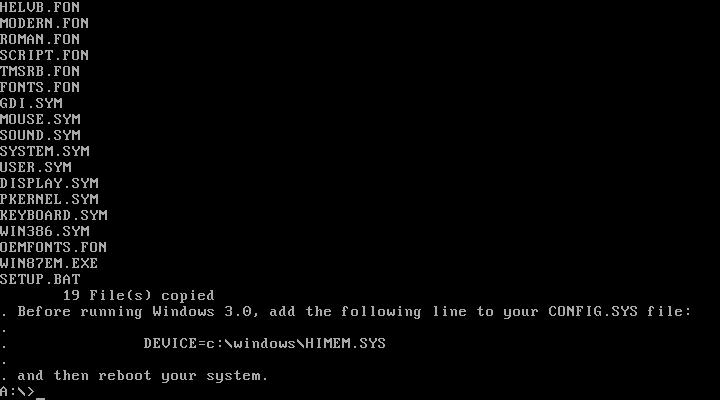 HELVB.FON
MODERN.FON
ROMAN.FON
SCRIPT.FON
TMSRB.FON
FONTS.FON
GDI.SYM
MOUSE.SYM
SOUND.SYM
SYSTEM.SYM
USER.SYM
DISPLAY.SYM
PKERNEL.SYM
KEYBOARD.SYM
WIN386.SYM
OEMFONTS.FON
WIN87EM.EXE
SETUP.BAT
19 File(s) copied
. Before running Windows 3.0, add the following line to your CONFIG.SYS file:
.
. DEVICE=c:\windows\HIMEM.SYS
.
. and then reboot your system.
A:\>_